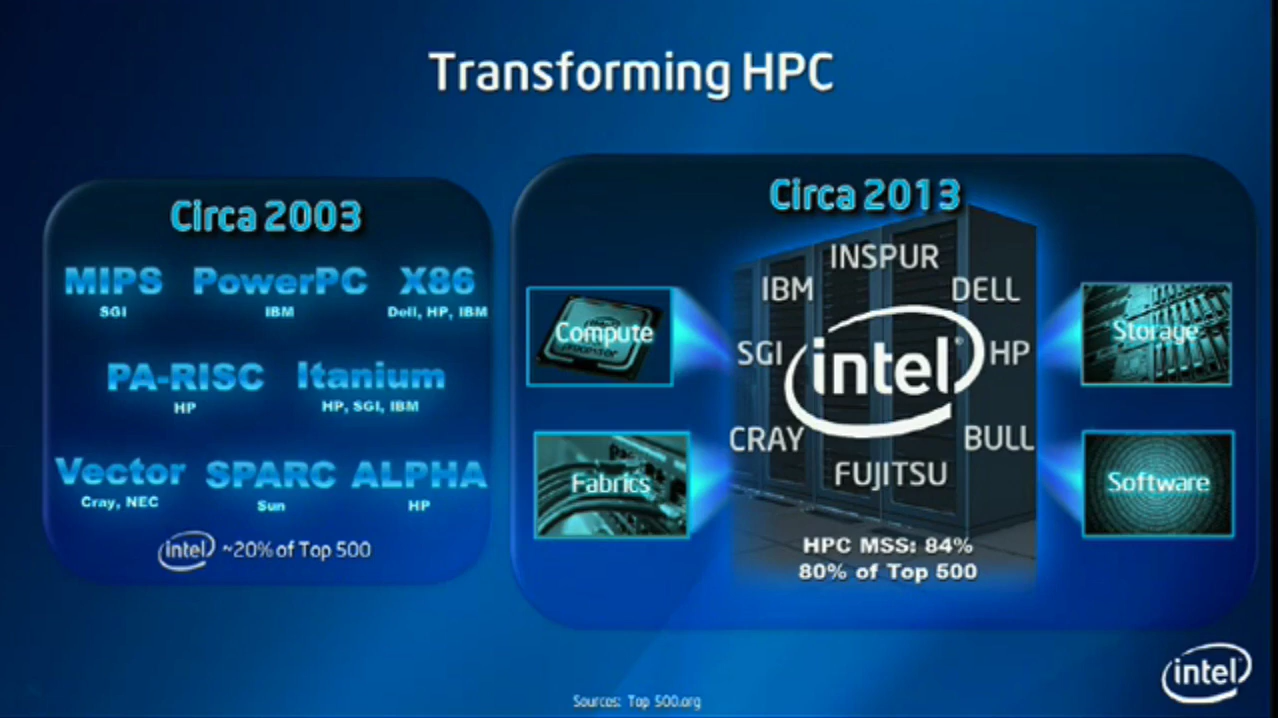 Transforming HPC
Circa 2003
MIPS PowerPC X86
SGI IBM Dell, HP, IBM
PA-RISC Itanium
HP HP, SGI, IBM
Vector SPARC ALPHA
Cray, NEC Sun HP
intel ~20% of Top 500
Circa 2013
INSPUR
IBM DELL
SGI intel HP
CRAY BULL
FUJITSU
HPC MSS: 84%
80% of Top 500
Compute
Fabrics
Storage
Software
Sources: Top 500.org
intel